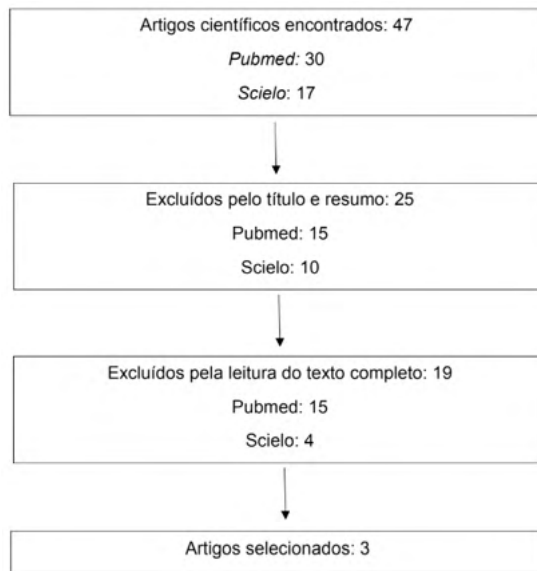 Artigos científicos encontrados: 47
Pubmed: 30
Scielo: 17
Excluídos pelo título e resumo: 25
Pubmed: 15
Scielo: 10
Excluídos pela leitura do texto completo: 19
Pubmed: 15
Scielo: 4
Artigos selecionados: 3